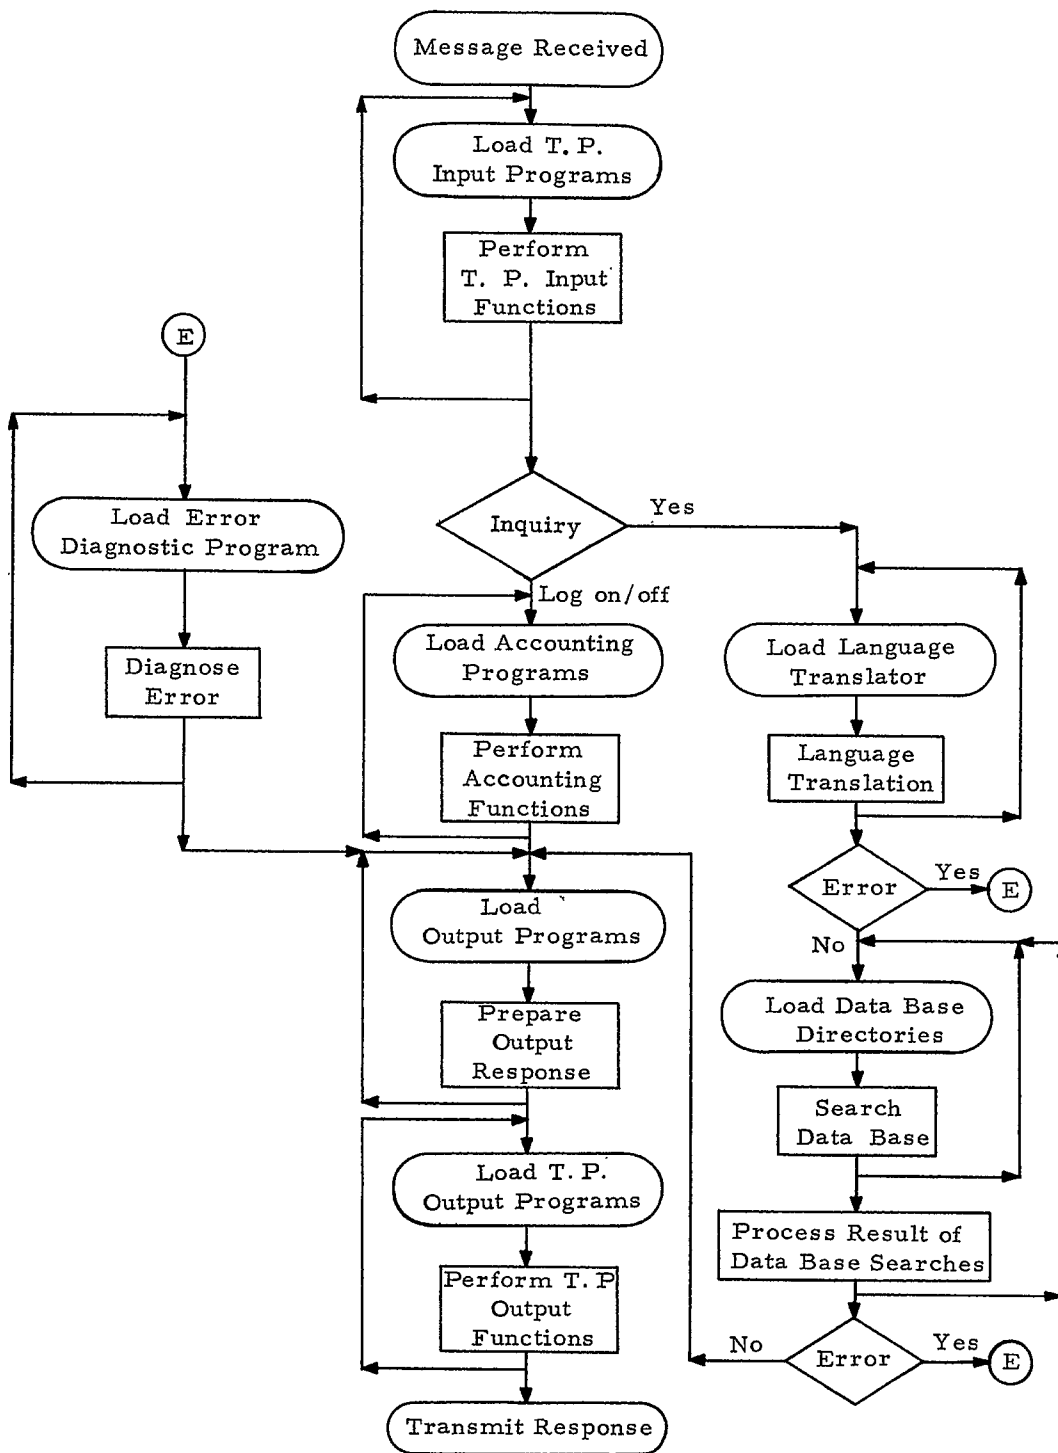 Message Received
Load T. P.
Input Programs
Perform
T. P. Input
Functions
E
Load Error
Diagnostic Program
Diagnose
Error
Inquiry
Yes
Log on/off
Load Accounting
Programs
Perform
Accounting
Functions
Load Language
Translator
Language
Translation
Error
Yes
E
No
Load
Output Programs
Prepare
Output
Response
Load Data Base
Directories
Search
Data Base
Load T. P.
Output Programs
Process Result of
Data Base Searches
Perform T. P
Output
Functions
No
Error
Yes
E
Transmit Response